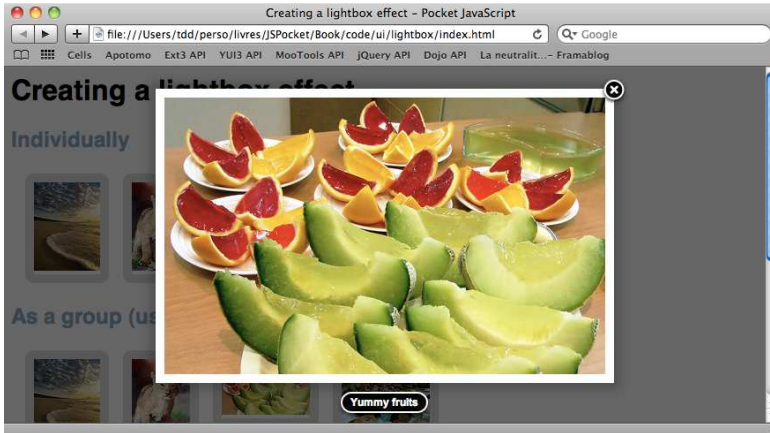 Creating a lightbox effect – Pocket JavaScript
file:///Users/tdd/perso/livres/JSPocket/Book/code/ui/lightbox/index.html
Google
Cells Apotomo Ext3 API YUI3 API MooTools API jQuery API Dojo API La neutralit...– Framablog
Creating a lightbox effect
Individually
As a group (us
Yummy fruits